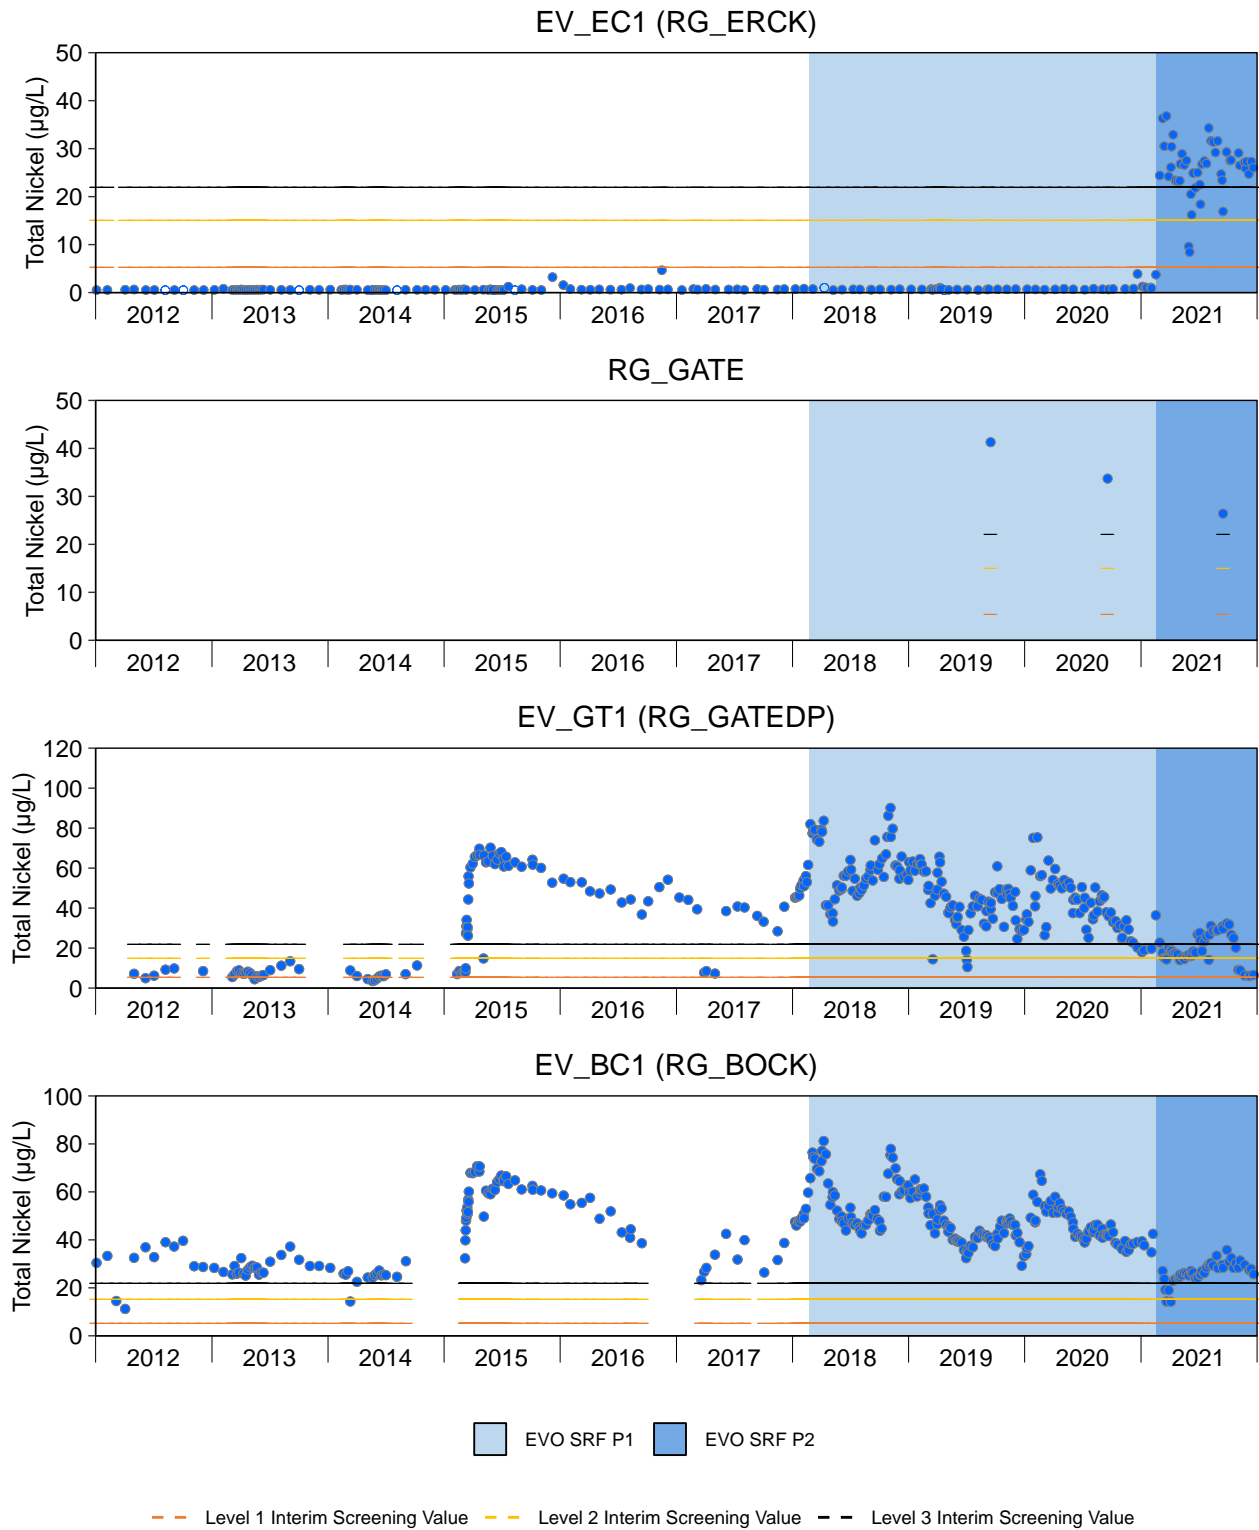 EV_EC1 (RG_ERCK)
Total Nickel (µg/L)
50
40
30
20
10
0
2012 2013 2014 2015 2016 2017 2018 2019 2020 2021
RG_GATE
Total Nickel (µg/L)
50
40
30
20
10
0
2012 2013 2014 2015 2016 2017 2018 2019 2020 2021
EV_GT1 (RG_GATEDP)
Total Nickel (µg/L)
120
100
80
60
40
20
0
2012 2013 2014 2015 2016 2017 2018 2019 2020 2021
EV_BC1 (RG_BOCK)
Total Nickel (µg/L)
100
80
60
40
20
0
2012 2013 2014 2015 2016 2017 2018 2019 2020 2021
EVO SRF P1 EVO SRF P2
Level 1 Interim Screening Value Level 2 Interim Screening Value Level 3 Interim Screening Value